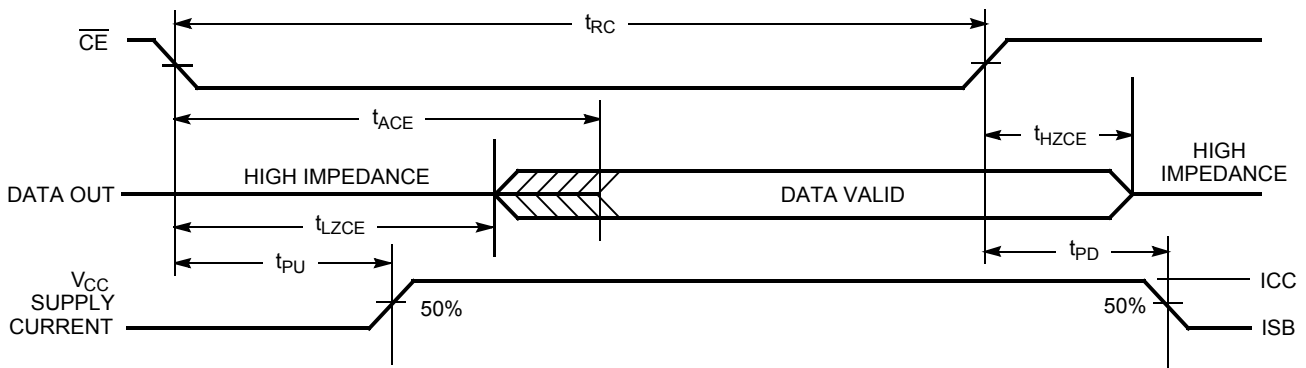 tRC
CE
tACE
tHZCE
HIGH IMPEDANCE
HIGH
IMPEDANCE
DATA OUT
DATA VALID
tLZCE
tPU
tPD
VCC
SUPPLY
CURRENT
50%
50%
ICC
ISB